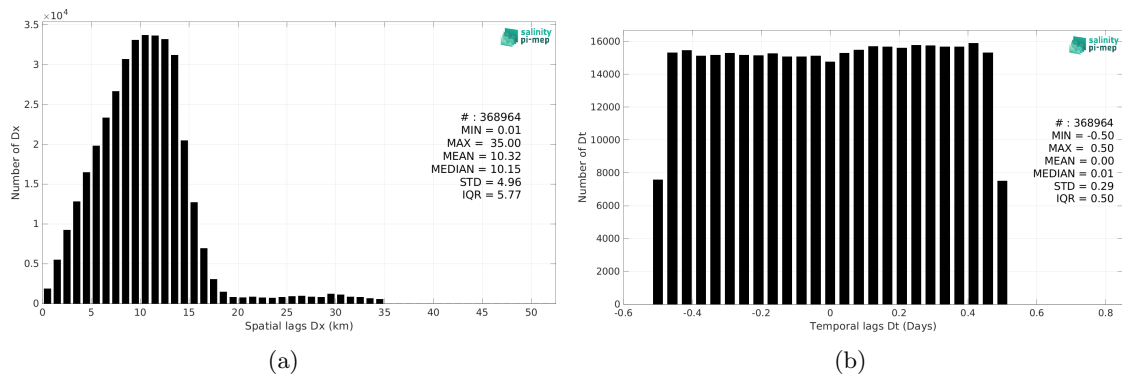 ×10⁴
3.5
3
2.5
2
1.5
1
0.5
0
Number of Dx
salinity
pi-mep
# : 368964
MIN = 0.01
MAX = 35.00
MEAN = 10.32
MEDIAN = 10.15
STD = 4.96
IQR = 5.77
0 5 10 15 20 25 30 35 40 45 50
Spatial lags Dx (km)
(a)
16000
14000
12000
10000
8000
6000
4000
2000
0
Number of Dt
salinity
pi-mep
# : 368964
MIN = -0.50
MAX = 0.50
MEAN = 0.00
MEDIAN = 0.01
STD = 0.29
IQR = 0.50
-0.6 -0.4 -0.2 0 0.2 0.4 0.6 0.8
Temporal lags Dt (Days)
(b)